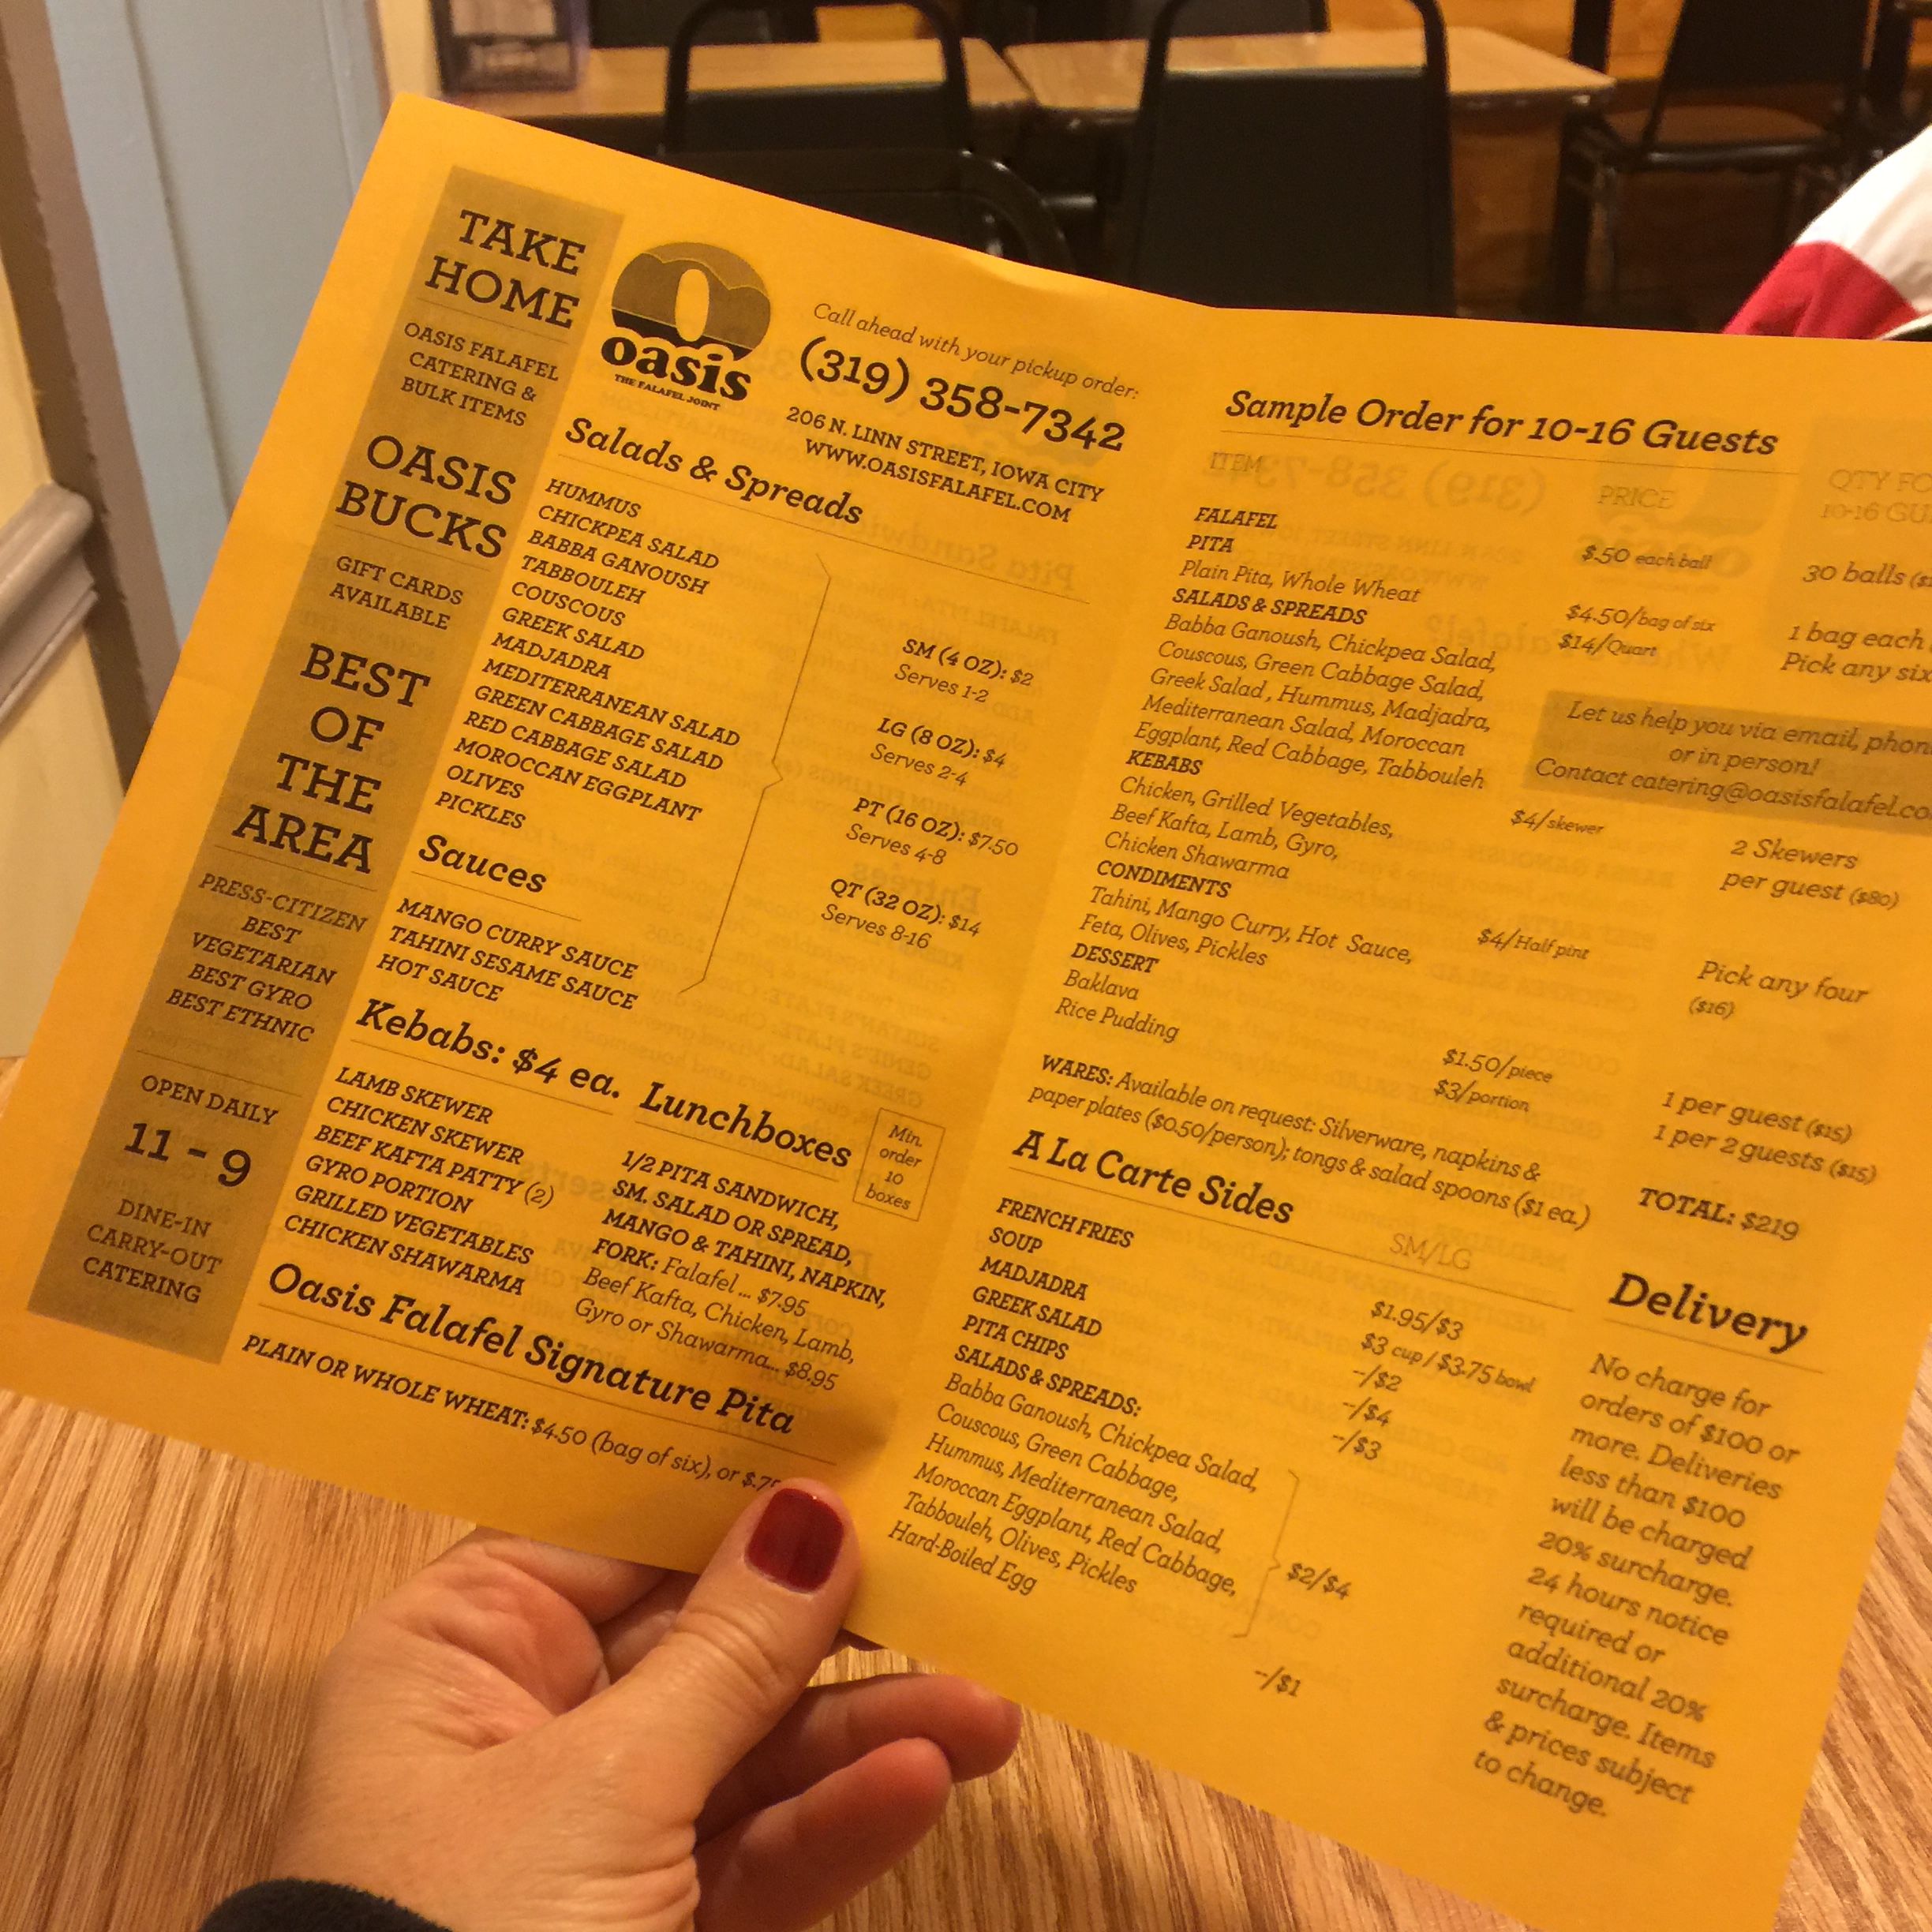 TAKE
HOME
OASIS FALAFEL
CATERING &
BULK ITEMS
OASIS
BUCKS
GIFT CARDS
AVAILABLE
BEST
OF
THE
AREA
PRESS-CITIZEN
BEST
VEGETARIAN
BEST GYRO
BEST ETHNIC
OPEN DAILY
11 - 9
DINE-IN
CARRY-OUT
CATERING
oasis
THE FALAFEL JOINT
Call ahead with your pickup order:
(319) 358-7342
206 N. LINN STREET, IOWA CITY
WWW.OASISFALAFEL.COM
Salads & Spreads
HUMMUS
CHICKPEA SALAD
BABBA GANOUSH
TABBOULEH
COUSCOUS
GREEK SALAD
MADJADRA
MEDITERRANEAN SALAD
GREEN CABBAGE SALAD
RED CABBAGE SALAD
MOROCCAN EGGPLANT
OLIVES
PICKLES
SM (4 OZ): $2
Serves 1-2
LG (8 OZ): $4
Serves 2-4
PT (16 OZ): $7.50
Serves 4-8
QT (32 OZ): $14
Serves 8-16
Sauces
MANGO CURRY SAUCE
TAHINI SESAME SAUCE
HOT SAUCE
Kebabs: $4 ea.
LAMB SKEWER
CHICKEN SKEWER
BEEF KAFTA PATTY (2)
GYRO PORTION
GRILLED VEGETABLES
CHICKEN SHAWARMA
Lunchboxes
Min.
order
10
boxes
1/2 PITA SANDWICH,
SM. SALAD OR SPREAD,
MANGO & TAHINI, NAPKIN,
FORK: Falafel ... $7.95
Beef Kafta, Chicken, Lamb,
Gyro or Shawarma... $8.95
Oasis Falafel Signature Pita
PLAIN OR WHOLE WHEAT: $4.50 (bag of six), or
Sample Order for 10-16 Guests
ITEM PRICE QTY
10-16
FALAFEL $.50 each ball 30 balls
PITA
Plain Pita, Whole Wheat $4.50/bag of six 1 bag each
SALADS & SPREADS $14/Quart Pick any six
Babba Ganoush, Chickpea Salad,
Couscous, Green Cabbage Salad,
Greek Salad , Hummus, Madjadra,
Mediterranean Salad, Moroccan
Eggplant, Red Cabbage, Tabbouleh
Let us help you via email,
or in person!
Contact
KEBABS $4/skewer 2 Skewers
Chicken, Grilled Vegetables, per guest ($80)
Beef Kafta, Lamb, Gyro,
Chicken Shawarma
CONDIMENTS $4/Half pint Pick any four
Tahini, Mango Curry, Hot Sauce, ($16)
Feta, Olives, Pickles
DESSERT
Baklava $1.50/piece 1 per guest ($15)
Rice Pudding $3/portion 1 per 2 guests ($15)
TOTAL: $219
WARES: Available on request: Silverware, napkins &
paper plates ($0.50/person); tongs & salad spoons ($1 ea.)
A La Carte Sides
SM/LG
FRENCH FRIES $1.95/$3
SOUP $3 cup / $3.75 bowl
MADJADRA -/$2
GREEK SALAD -/$4
PITA CHIPS --/$3
SALADS & SPREADS:
Babba Ganoush, Chickpea Salad,
Couscous, Green Cabbage,
Hummus, Mediterranean Salad,
Moroccan Eggplant, Red Cabbage,
Tabbouleh, Olives, Pickles
$2/$4
Hard-Boiled Egg --/$1
Delivery
No charge for
orders of $100 or
more. Deliveries
less than $100
will be charged
20% surcharge.
24 hours notice
required or
additional 20%
surcharge. Items
& prices subject
to change.